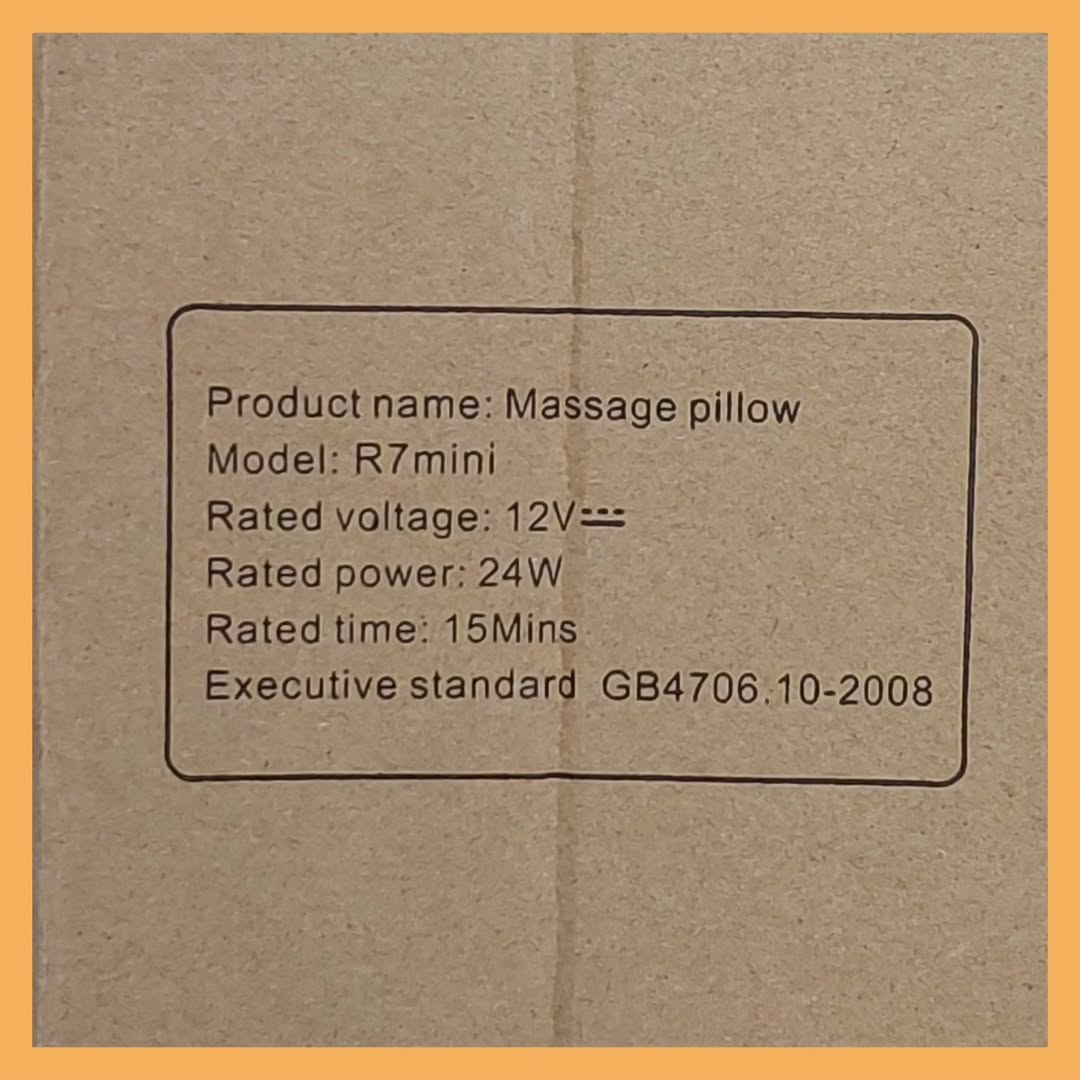 Product name: Massage pillow
Model: R7mini
Rated voltage: 12V⎓
Rated power: 24W
Rated time: 15Mins
Executive standard GB4706.10-2008